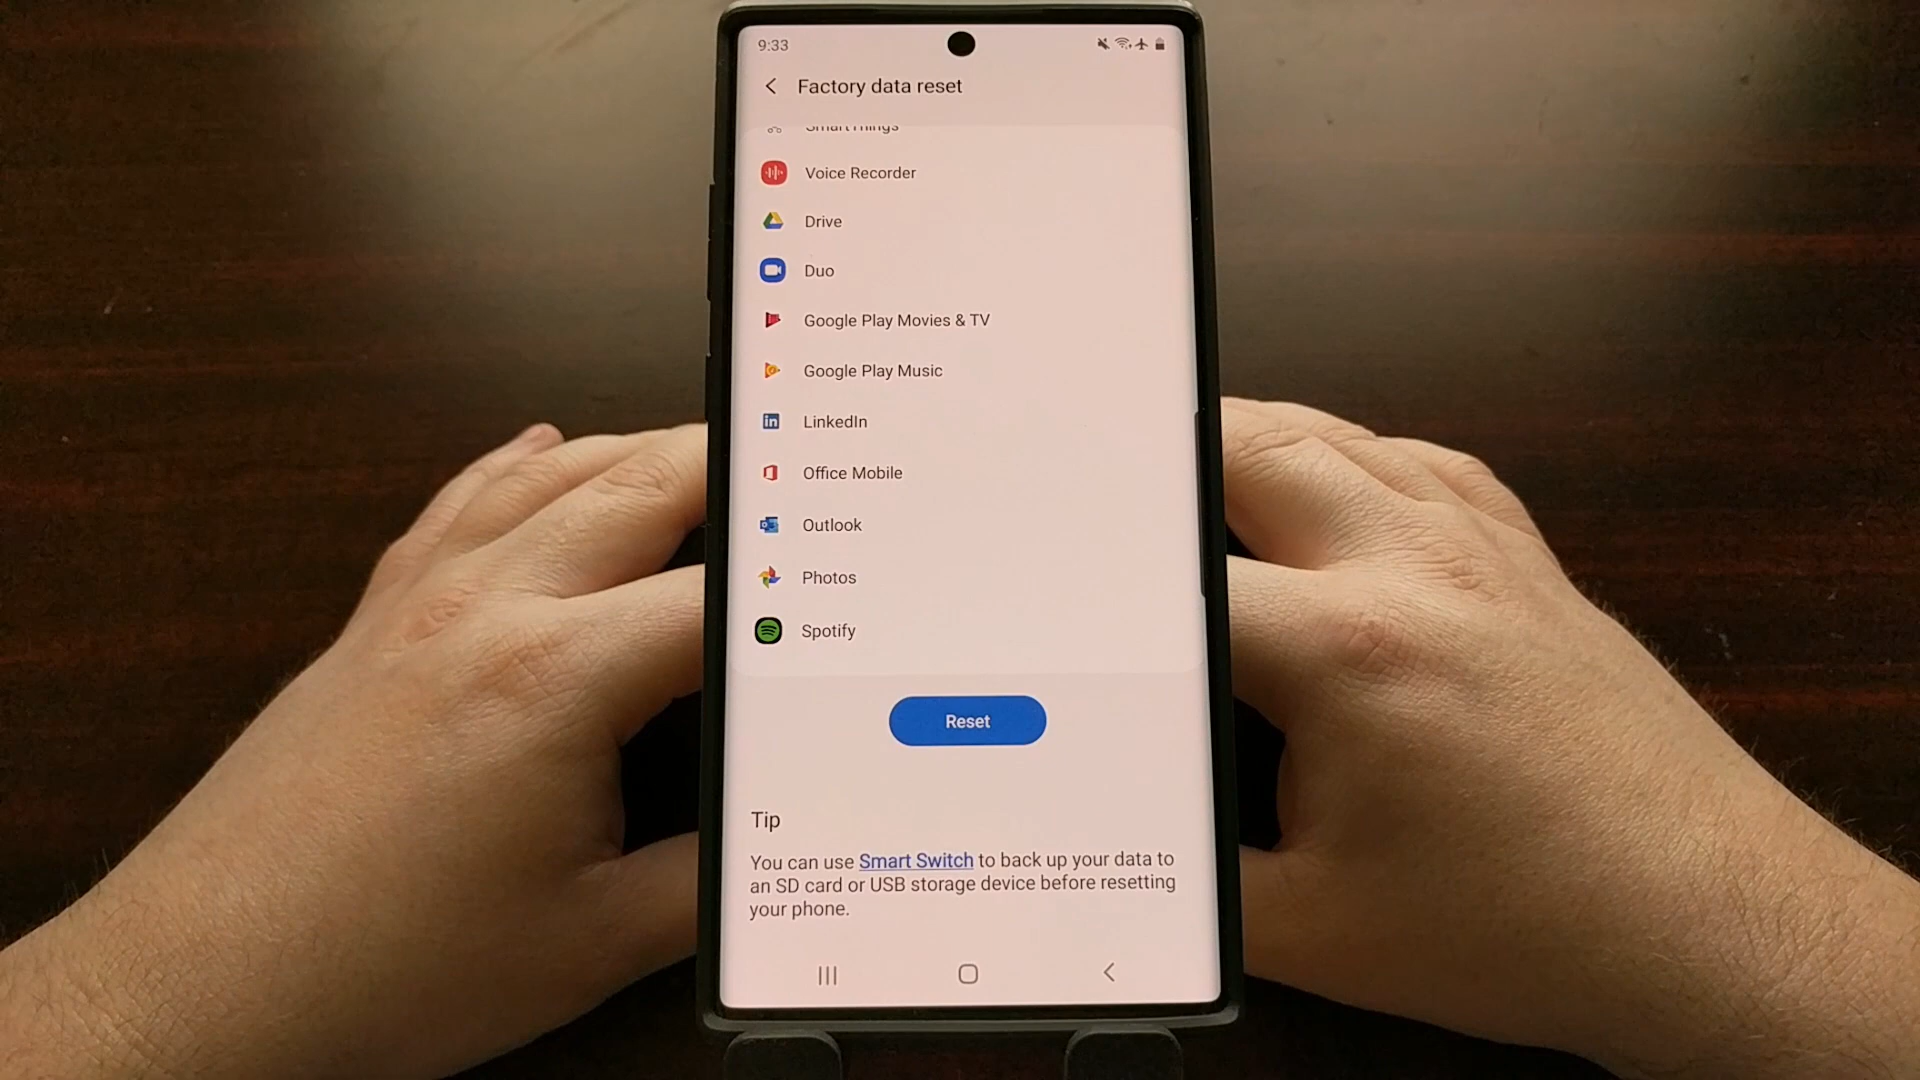 9:33
Factory data reset
SmartThings
Voice Recorder
Drive
Duo
Google Play Movies & TV
Google Play Music
LinkedIn
Office Mobile
Outlook
Photos
Spotify
Reset
Tip
You can use Smart Switch to back up your data to
an SD card or USB storage device before resetting
your phone.